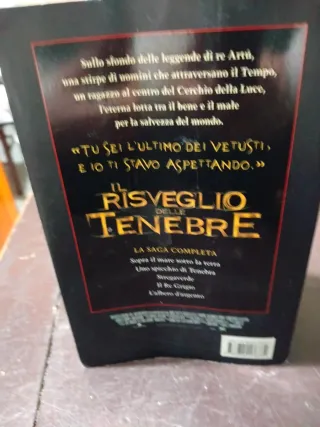 Sullo sfondo delle leggende di re Artù,
una stirpe di uomini che attraversano il Tempo,
un ragazzo al centro del Cerchio della Luce,
l'eterna lotta tra il bene e il male
per la salvezza del mondo.
«TU SEI L'ULTIMO DEI VETUSTI,
E IO TI STAVO ASPETTANDO.»
IL
RISVEGLIO
DELLE
TENEBRE
LA SAGA COMPLETA
Sopra il mare sotto la terra
Uno spicchio di Tenebra
Stregaverde
Il Re Grigio
L'albero d'argento